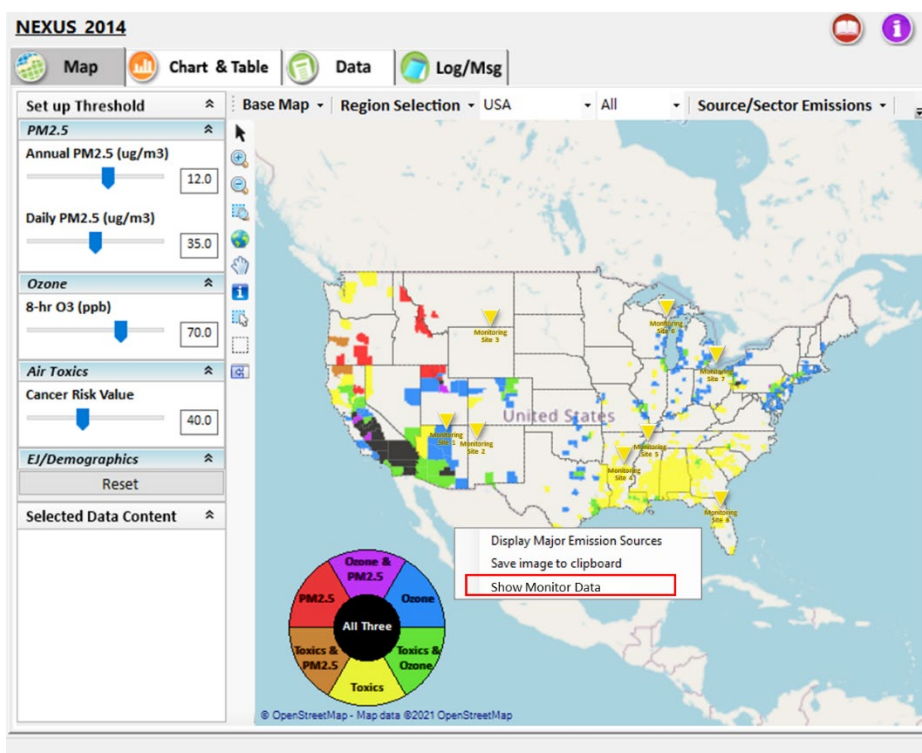 NEXUS 2014
Map
Chart & Table
Data
Log/Msg
Set up Threshold
Base Map
Region Selection
USA
All
Source/Sector Emissions
PM2.5
Annual PM2.5 (ug/m3)
12.0
Daily PM2.5 (ug/m3)
35.0
Ozone
8-hr O3 (ppb)
70.0
Air Toxics
Cancer Risk Value
40.0
EJ/Demographics
Reset
Selected Data Content
Monitoring
Site 3
Monitoring
Site 6
Monitoring
Site 7
United States
Monitoring
Site 1
Monitoring
Site 2
Monitoring
Site 5
Monitoring
Site 4
Monitoring
Site
Display Major Emission Sources
Save image to clipboard
Show Monitor Data
Ozone &
PM2.5
PM2.5
Ozone
All Three
Toxics &
PM2.5
Toxics &
Ozone
Toxics
© OpenStreetMap - Map data ©2021 OpenStreetMap